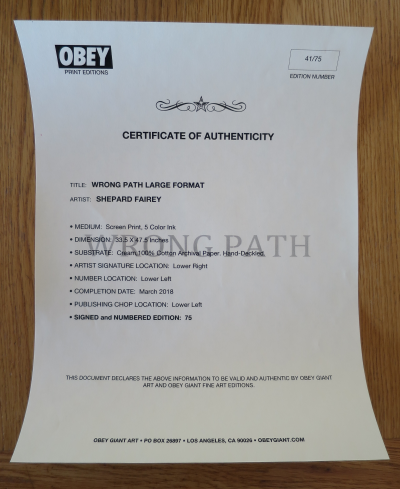 OBEY
PRINT EDITIONS
41/75
EDITION NUMBER
CERTIFICATE OF AUTHENTICITY
TITLE: WRONG PATH LARGE FORMAT
ARTIST: SHEPARD FAIREY
WRONG PATH
• MEDIUM: Screen Print, 5 Color Ink
• DIMENSION: 33.5 X 47.5 Inches
• SUBSTRATE: Cream,100% Cotton Archival Paper, Hand-Deckled.
• ARTIST SIGNATURE LOCATION: Lower Right
• NUMBER LOCATION: Lower Left
• COMPLETION DATE: March 2018
• PUBLISHING CHOP LOCATION: Lower Left
• SIGNED and NUMBERED EDITION: 75
THIS DOCUMENT DECLARES THE ABOVE INFORMATION TO BE VALID AND AUTHENTIC BY OBEY GIANT
ART AND OBEY GIANT FINE ART EDITIONS.
OBEY GIANT ART • PO BOX 26897 • LOS ANGELES, CA 90026 • OBEYGIANT.COM